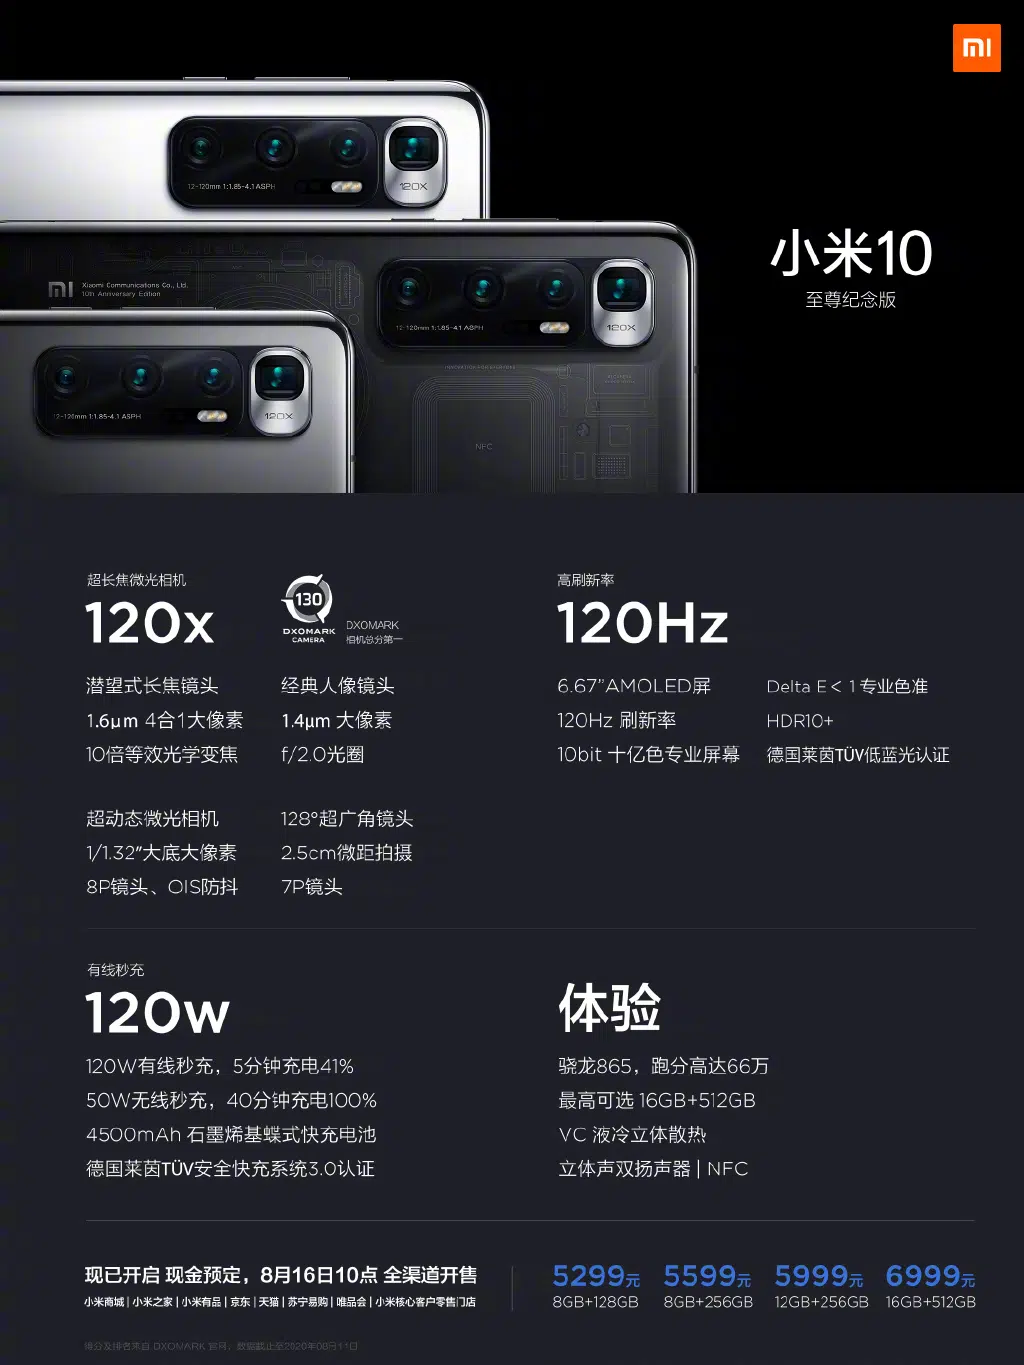 mi
12-120mm 1:1.85-4.1 ASPH
120X
小米10
至尊纪念版
mi Xiaomi Communications Co., Ltd.
10th Anniversary Edition
12-120mm 1:1.85-4.1 ASPH
120X
12-120mm 1:1.85-4.1 ASPH
120X
NFC
超长焦微光相机
120x
130
DXOMARK
CAMERA
DXOMARK
相机总分第一
潜望式长焦镜头
1.6μm 4合1大像素
10倍等效光学变焦
经典人像镜头
1.4μm 大像素
f/2.0光圈
超动态微光相机
1/1.32”大底大像素
8P镜头、OIS防抖
128°超广角镜头
2.5cm微距拍摄
7P镜头
高刷新率
120Hz
6.67”AMOLED屏
120Hz 刷新率
10bit 十亿色专业屏幕
Delta E < 1 专业色准
HDR10+
德国莱茵TÜV低蓝光认证
有线秒充
120w
120W有线秒充，5分钟充电41%
50W无线秒充，40分钟充电100%
4500mAh 石墨烯基蝶式快充电池
德国莱茵TÜV安全快充系统3.0认证
体验
骁龙865，跑分高达66万
最高可选 16GB+512GB
VC 液冷立体散热
立体声双扬声器 | NFC
现已开启 现金预定，8月16日10点 全渠道开售
小米商城 | 小米之家 | 小米有品 | 京东 | 天猫 | 苏宁易购 | 唯品会 | 小米核心客户零售门店
5299元 5599元 5999元 6999元
8GB+128GB 8GB+256GB 12GB+256GB 16GB+512GB
得分及排名来自 DXOMARK 官网，数据截止至2020年08月11日